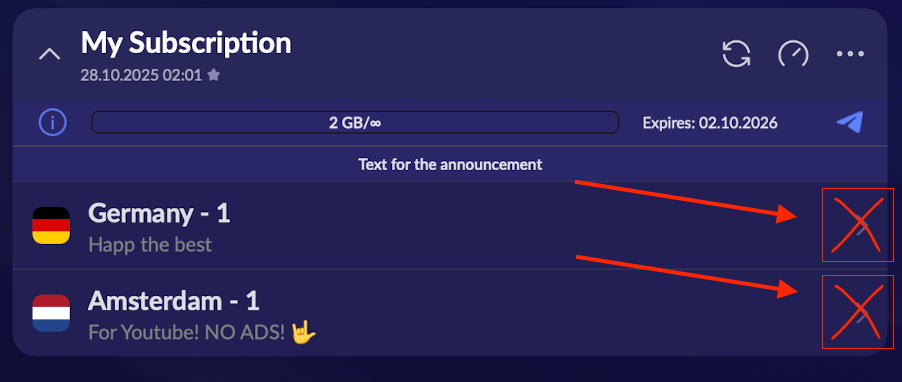 My Subscription
28.10.2025 02:01
2 GB/∞
Expires: 02.10.2026
Text for the announcement
Germany - 1
Happ the best
Amsterdam - 1
For Youtube! NO ADS! 🤟